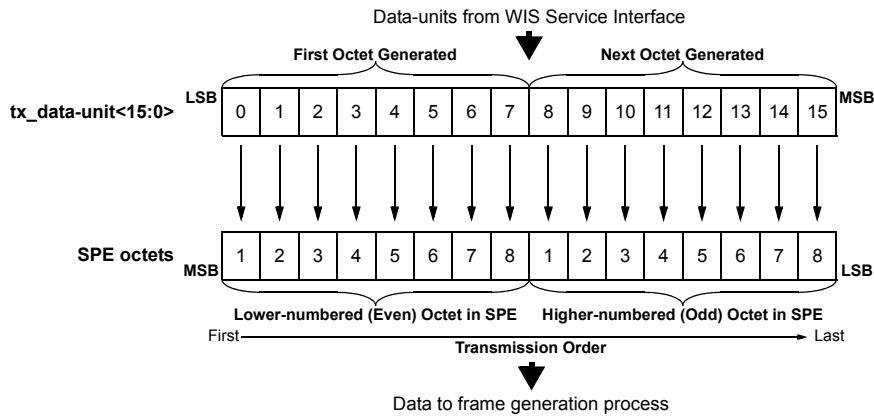 Data-units from WIS Service Interface
First Octet Generated Next Octet Generated
LSB MSB
tx_data-unit<15:0> 0 1 2 3 4 5 6 7 8 9 10 11 12 13 14 15
SPE octets 1 2 3 4 5 6 7 8 1 2 3 4 5 6 7 8
MSB LSB
Lower-numbered (Even) Octet in SPE Higher-numbered (Odd) Octet in SPE
First Last
Transmission Order
Data to frame generation process